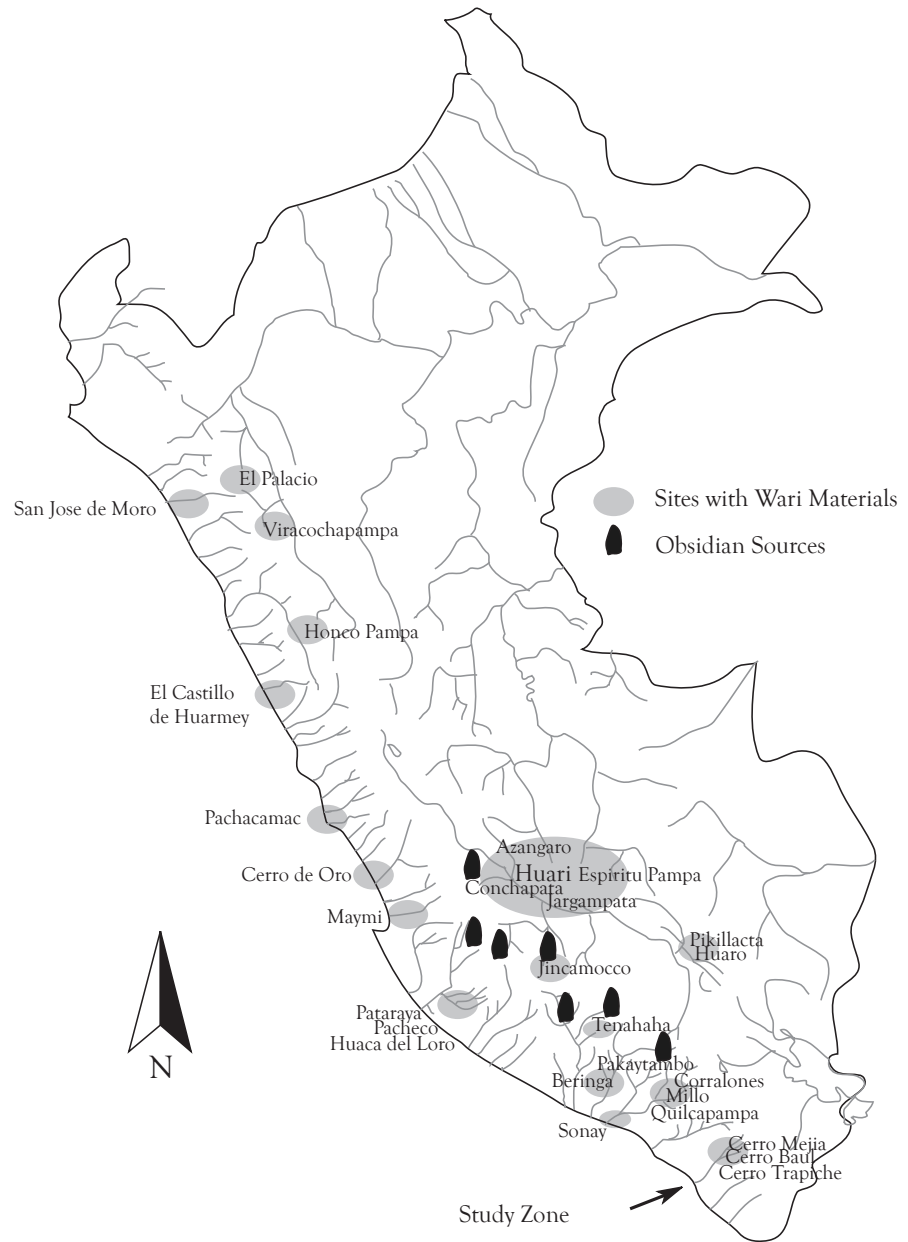 El Palacio
San Jose de Moro
Sites with Wari Materials
Viracochapampa
Obsidian Sources
Honco Pampa
El Castillo
de Huarmey
Pachacamac
Azangaro
Cerro de Oro
Huari
Espíritu Pampa
Conchapata
Jargampata
Maymi
Pikillacta
Huaro
Jincamocco
Pataraya
Pacheco
Huaca del Loro
Tenahaha
N
Pakaytambo
Beringa
Corralones
Millo
Quilcapampa
Sonay
Cerro Mejia
Cerro Baul
Cerro Trapiche
Study Zone